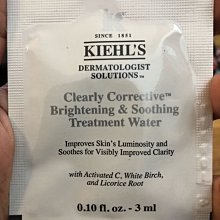 SINCE 1851
KIEHL'S
DERMATOLOGIST
SOLUTIONS™
Clearly Corrective™
Brightening & Soothing
Treatment Water
Improves Skin's Luminosity and
Soothes for Visibly Improved Clarity
with Activated C, White Birch,
and Licorice Root
0.10 fl. oz. - 3 ml